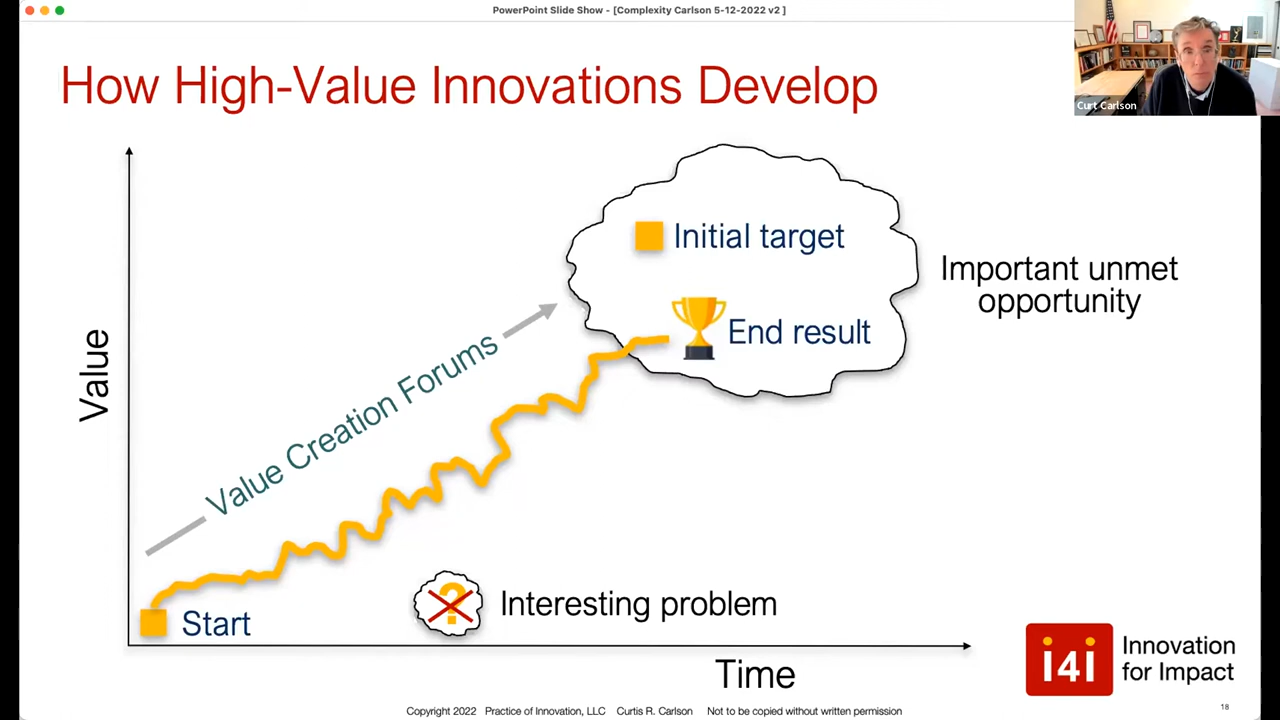 PowerPoint Slide Show - [Complexity Carlson 5-12-2022 v2 ]
How High-Value Innovations Develop
Curt Carlson
Initial target
Important unmet
opportunity
End result
Value
Value Creation Forums
?
Interesting problem
Start
Time
i4i
Innovation
for Impact
Copyright 2022 Practice of Innovation, LLC Curtis R. Carlson Not to be copied without written permission
18